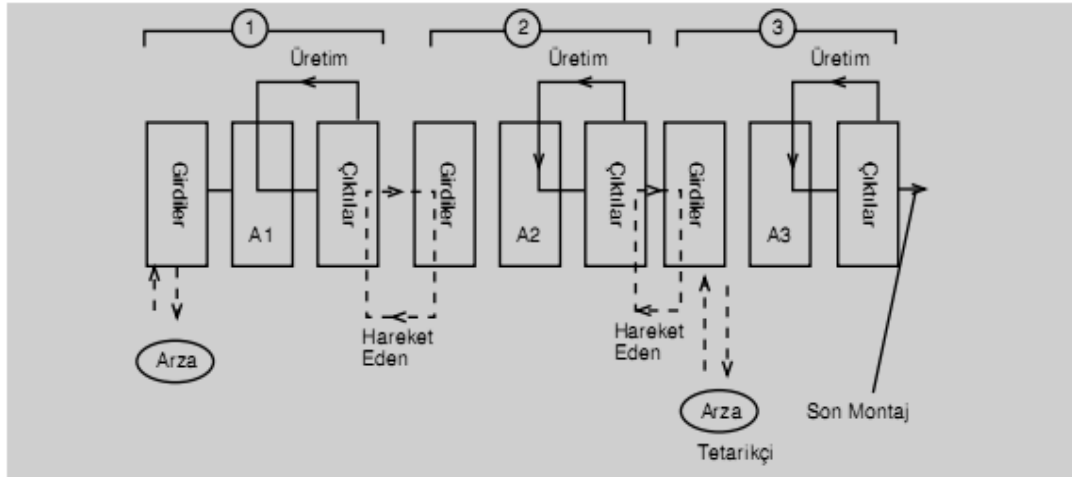 1
2
3
Üretim
Üretim
Üretim
Girdiler
A1
Çıktılar
Girdiler
A2
Çıktılar
Girdiler
A3
Çıktılar
Hareket
Eden
Hareket
Eden
Arza
Arza
Tetarikçi
Son Montaj